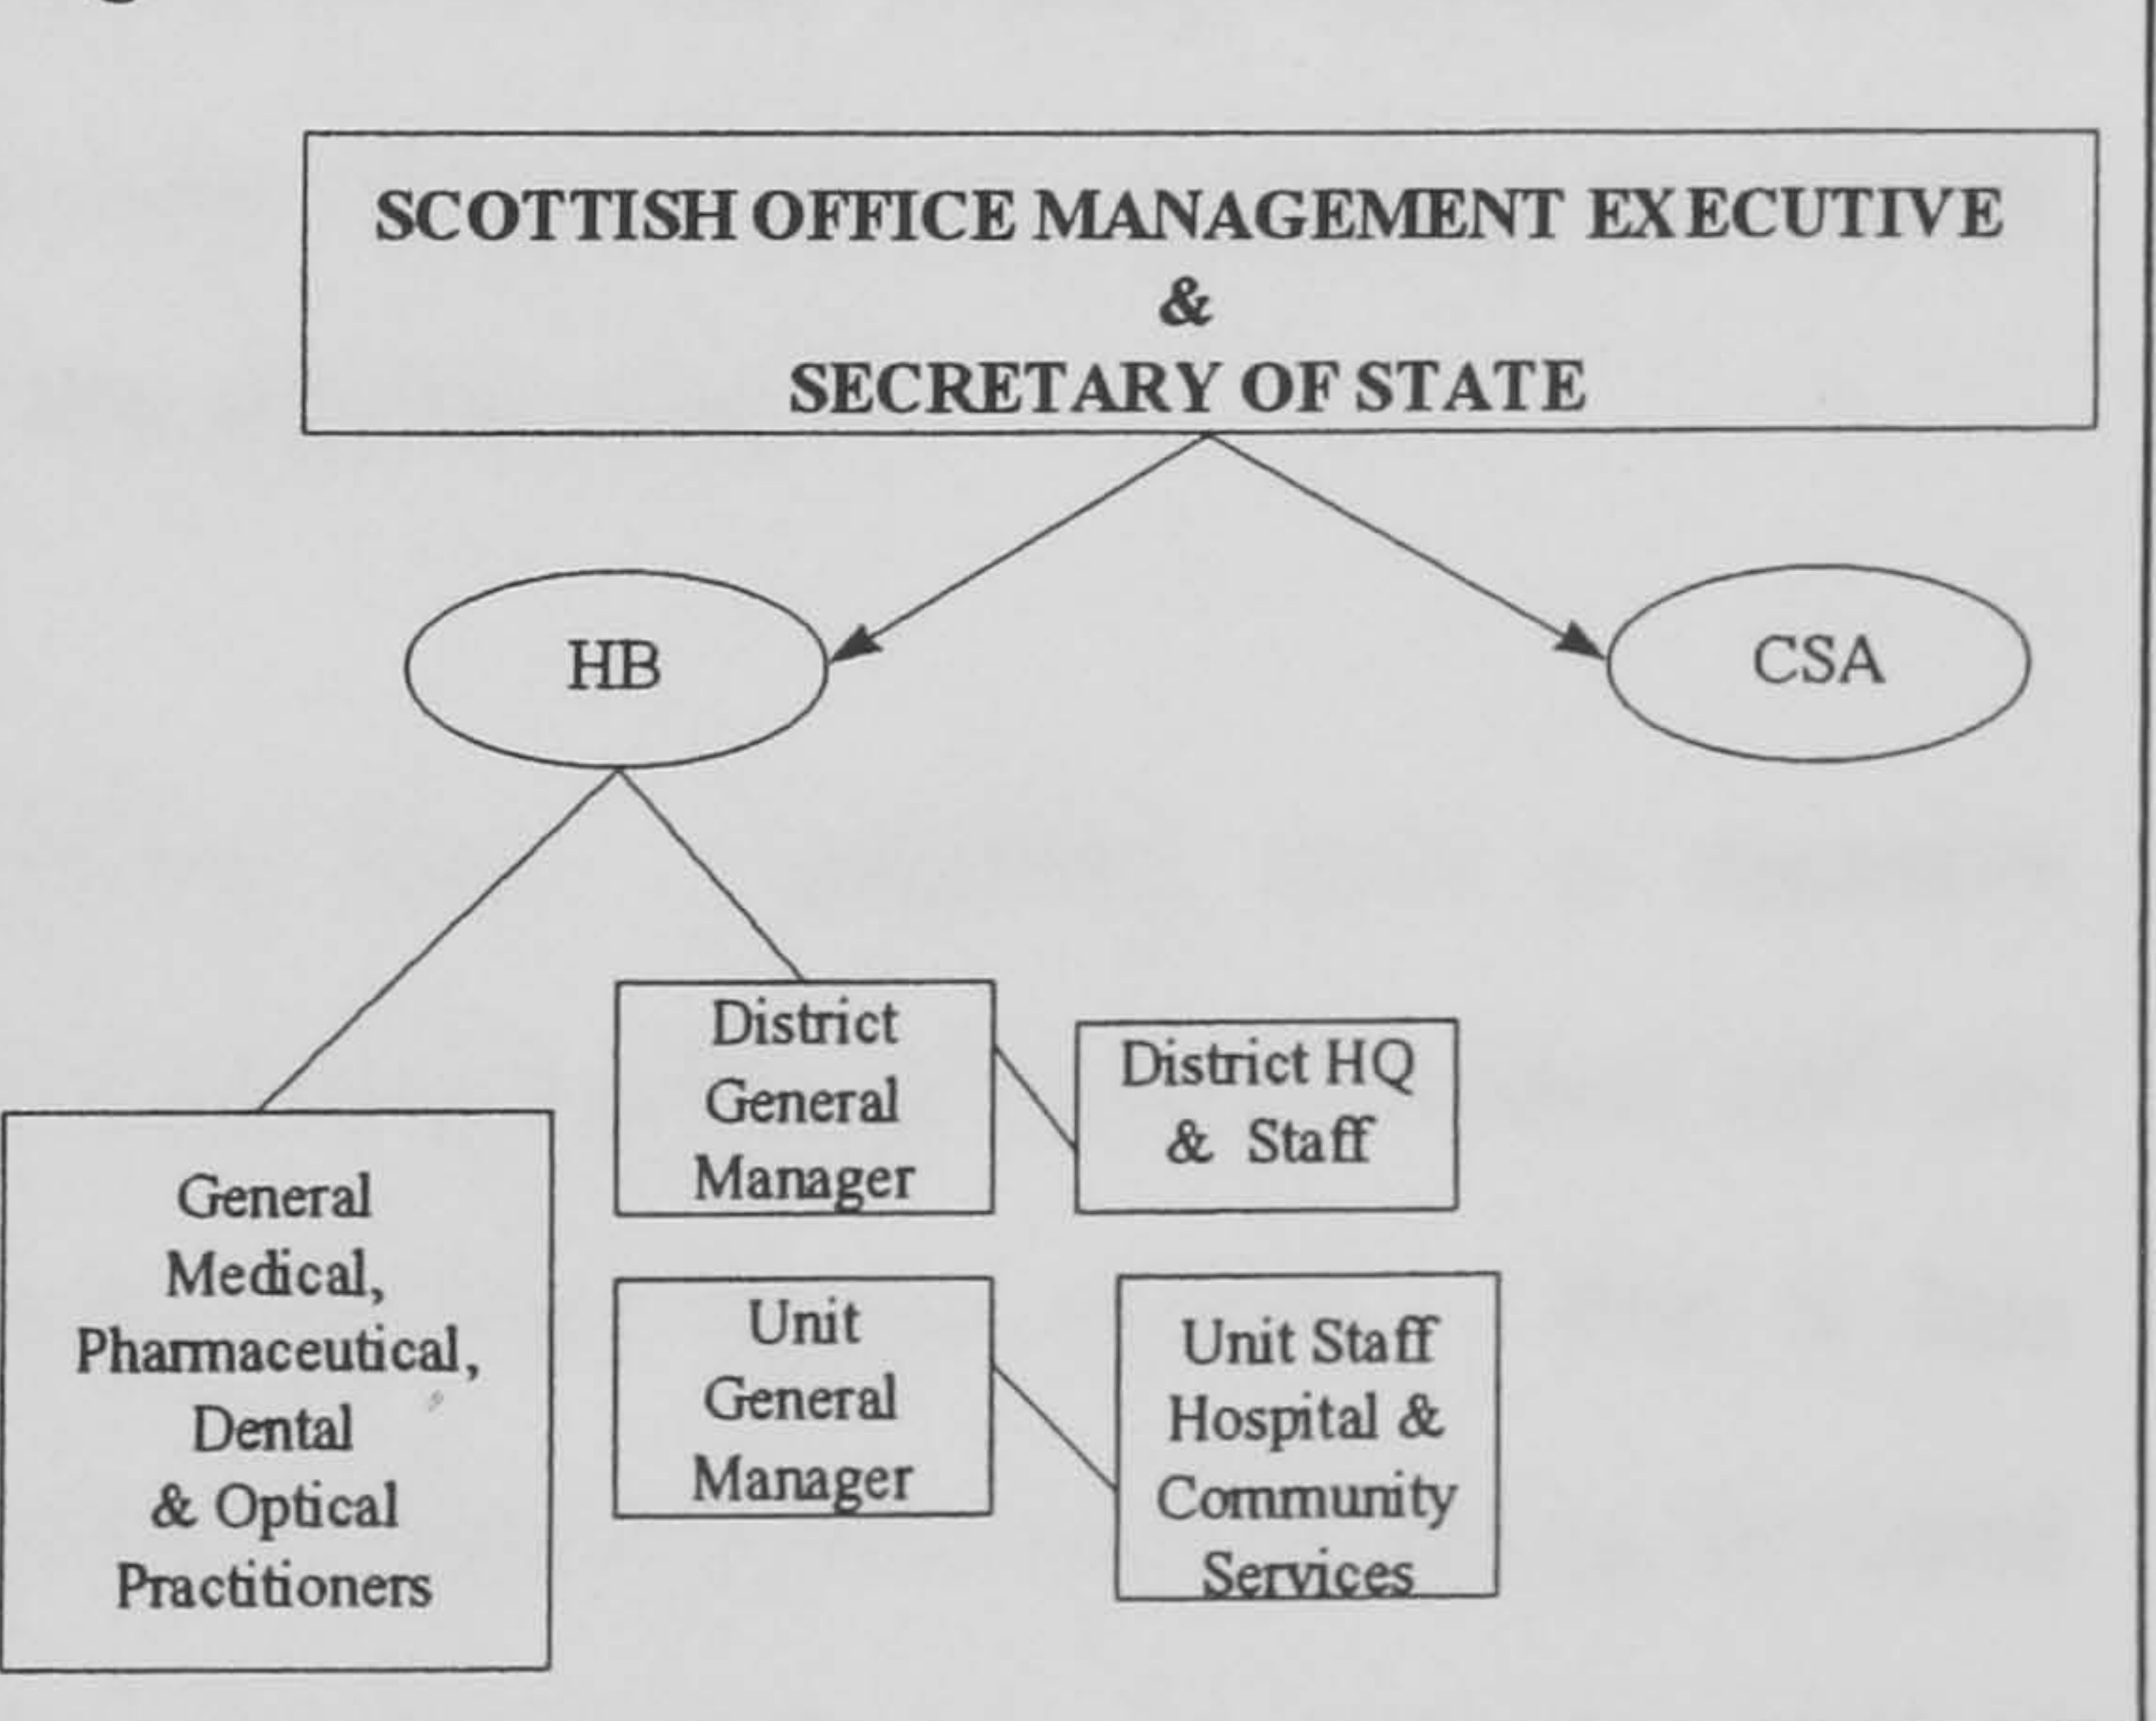 SCOTTISH OFFICE MANAGEMENT EXECUTIVE
&
SECRETARY OF STATE
HB
CSA
District
General
Manager
District HQ
& Staff
General
Medical,
Pharmaceutical,
Dental
& Optical
Practitioners
Unit
General
Manager
Unit Staff
Hospital &
Community
Services